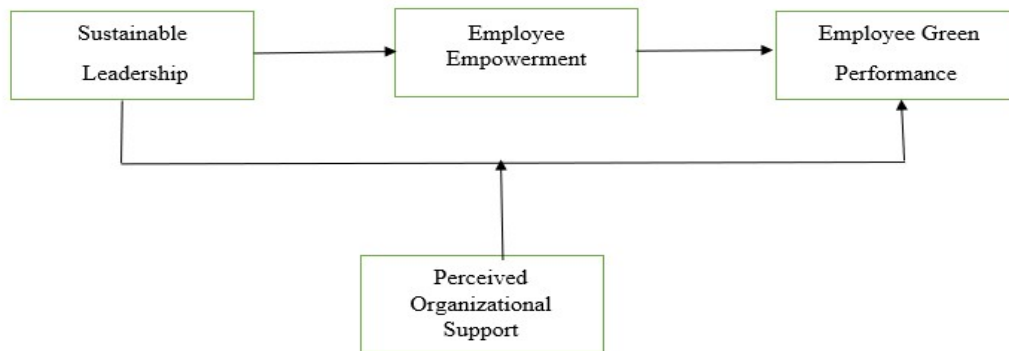 Sustainable
Leadership
Employee
Empowerment
Employee Green
Performance
Perceived
Organizational
Support